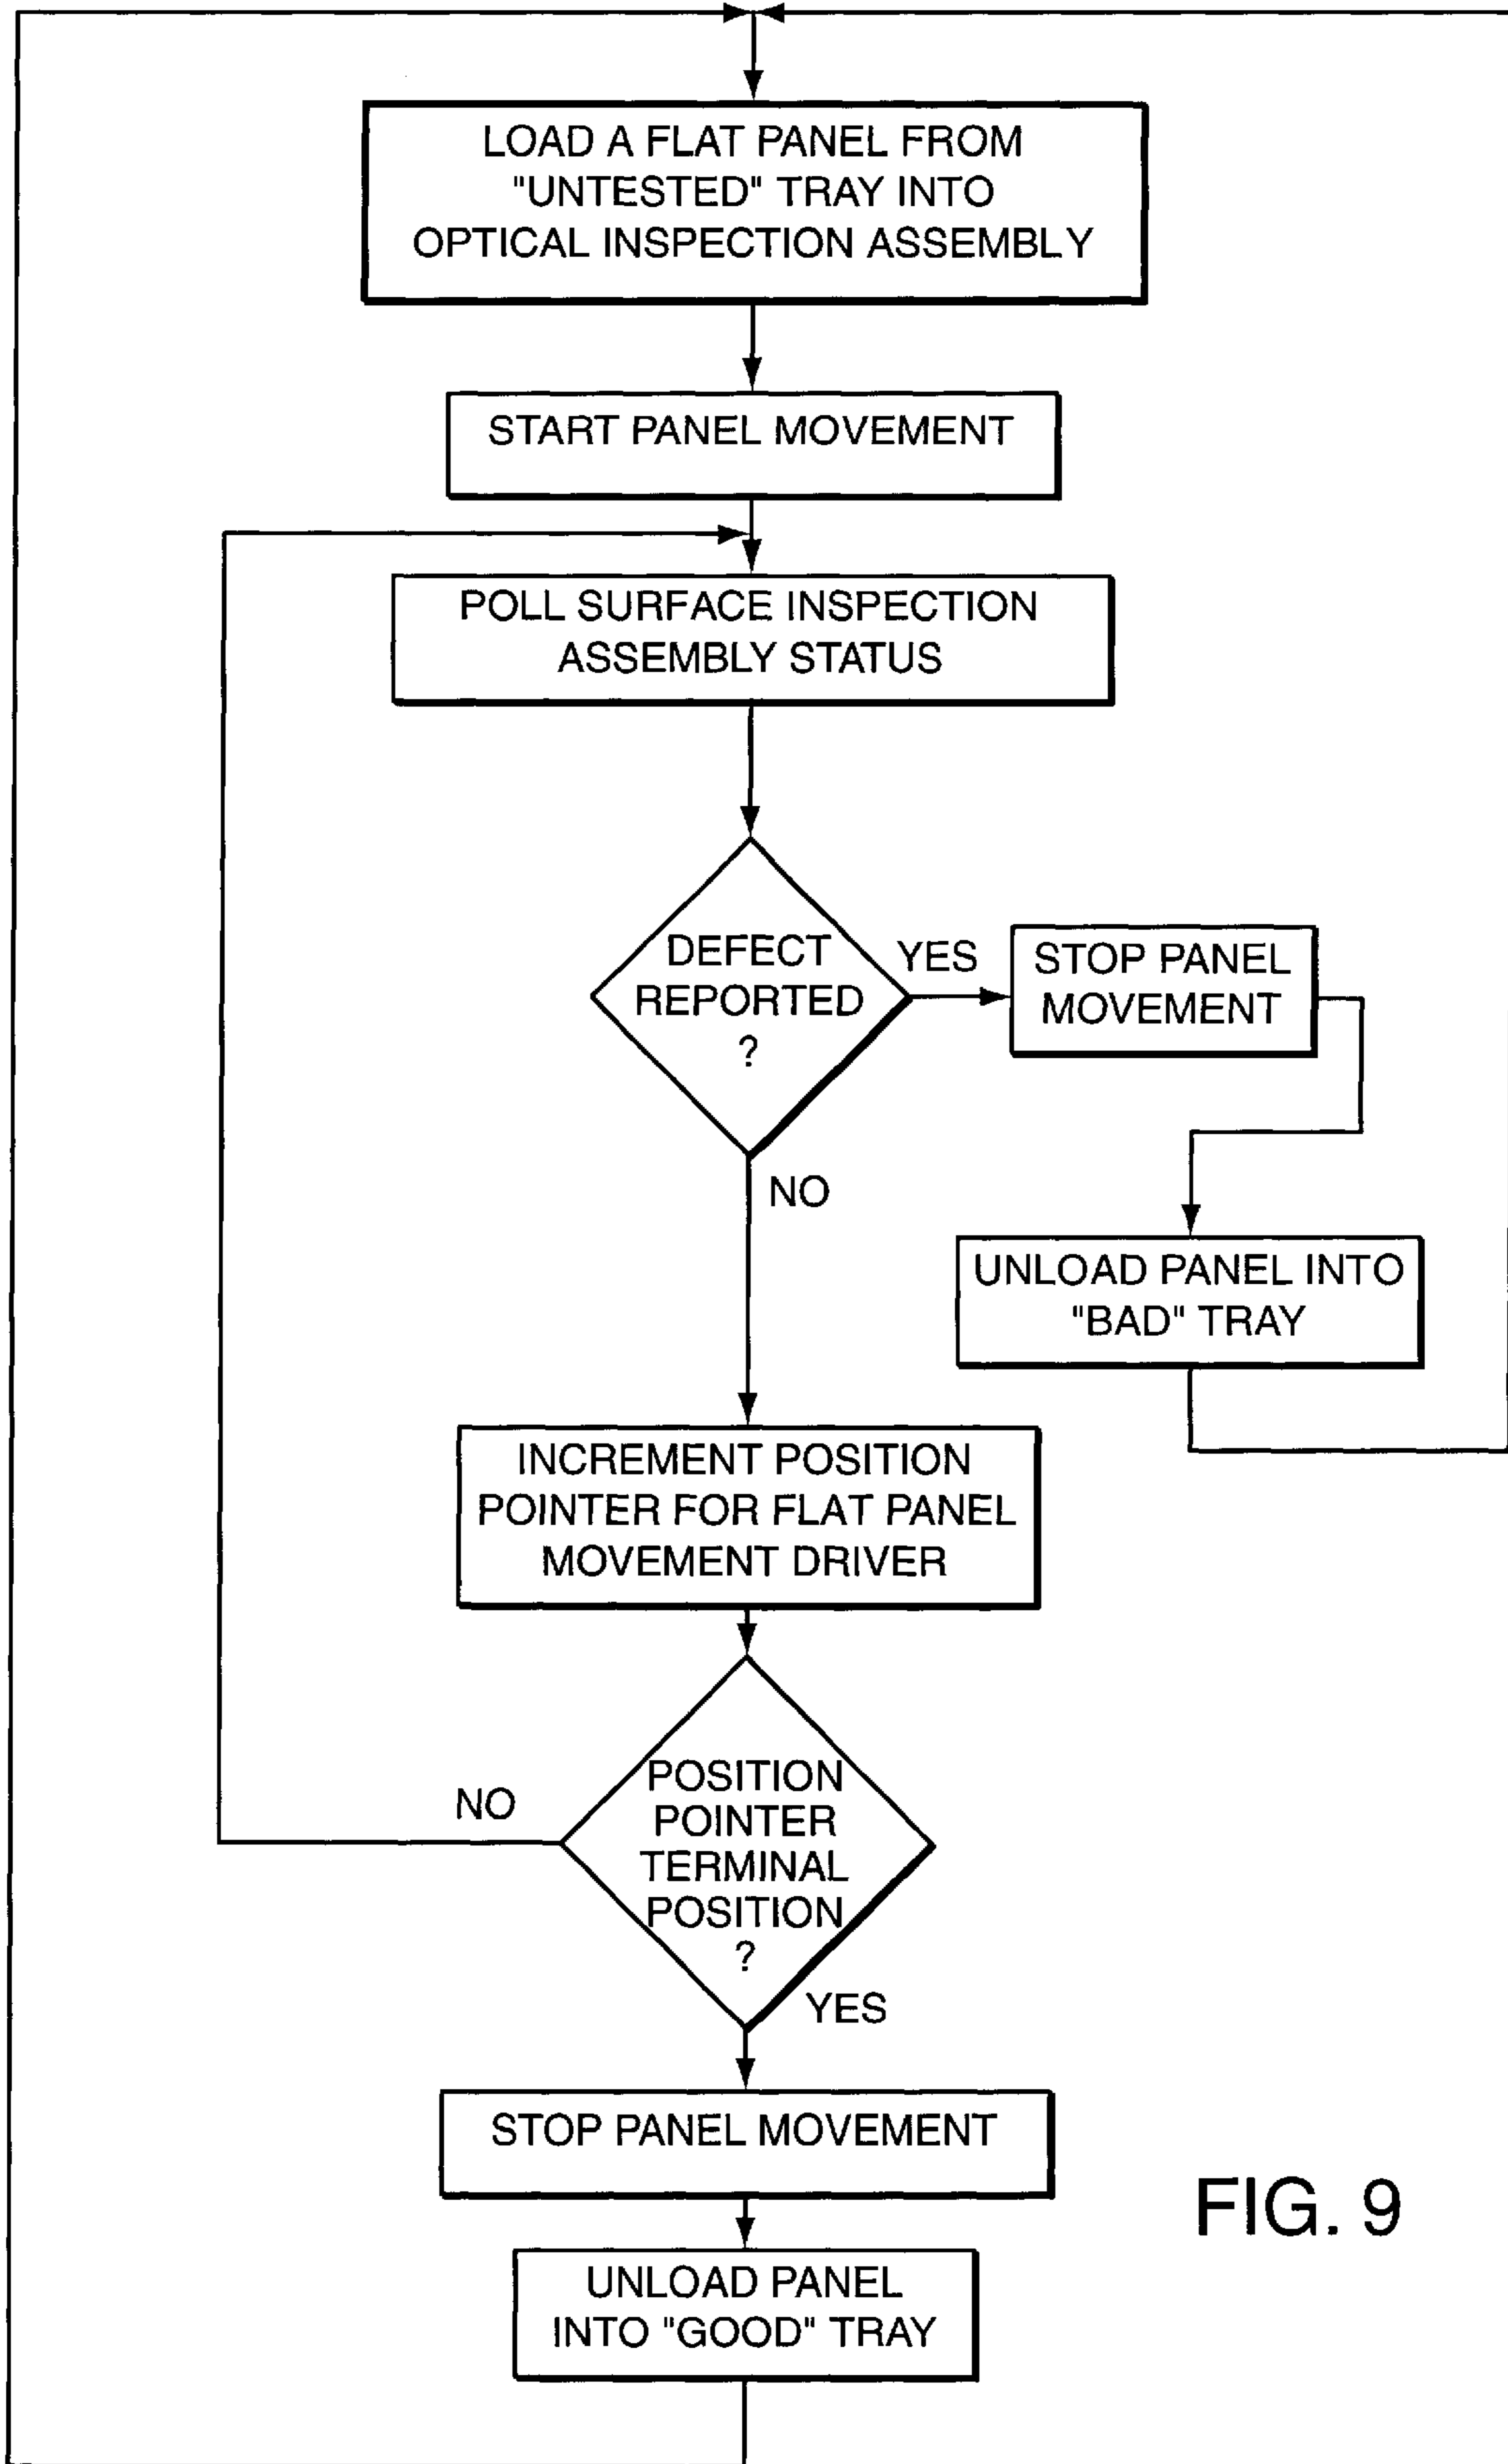 LOAD A FLAT PANEL FROM
"UNTESTED" TRAY INTO
OPTICAL INSPECTION ASSEMBLY
START PANEL MOVEMENT
POLL SURFACE INSPECTION
ASSEMBLY STATUS
DEFECT
REPORTED
?
YES
STOP PANEL
MOVEMENT
NO
UNLOAD PANEL INTO
"BAD" TRAY
INCREMENT POSITION
POINTER FOR FLAT PANEL
MOVEMENT DRIVER
POSITION
POINTER
TERMINAL
POSITION
?
NO
YES
STOP PANEL MOVEMENT
UNLOAD PANEL
INTO "GOOD" TRAY
FIG. 9